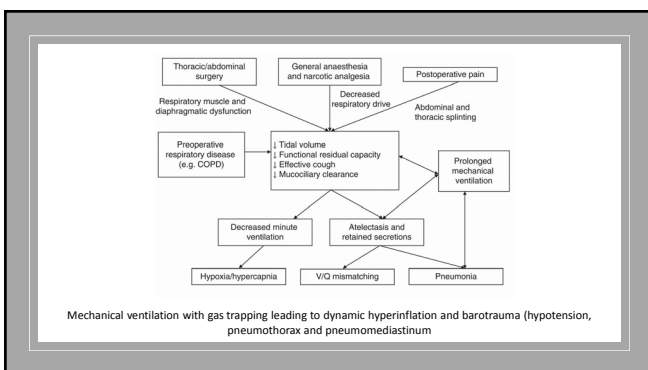 Thoracic/abdominal
surgery
General anaesthesia
and narcotic analgesia
Postoperative pain
Respiratory muscle and
diaphragmatic dysfunction
Decreased
respiratory drive
Abdominal and
thoracic splinting
Preoperative
respiratory disease
(e.g. COPD)
↓ Tidal volume
↓ Functional residual capacity
↓ Effective cough
↓ Mucociliary clearance
Prolonged
mechanical
ventilation
Decreased minute
ventilation
Atelectasis and
retained secretions
Hypoxia/hypercapnia
V/Q mismatching
Pneumonia
Mechanical ventilation with gas trapping leading to dynamic hyperinflation and barotrauma (hypotension,
pneumothorax and pneumomediastinum